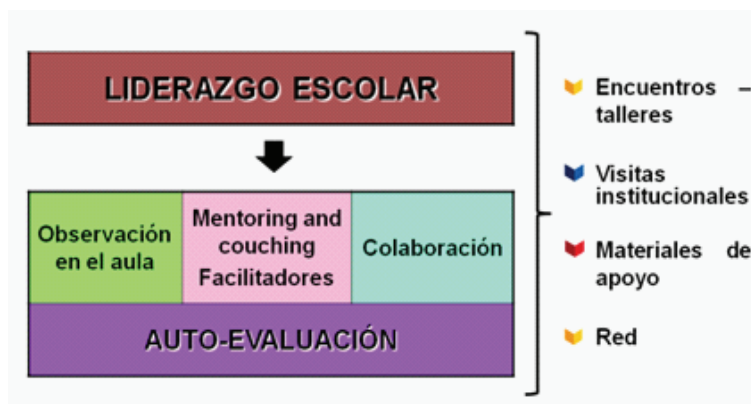 LIDERAZGO ESCOLAR
Observación
en el aula
Mentoring and
couching
Facilitadores
Colaboración
AUTO-EVALUACIÓN
Encuentros –
talleres
Visitas
institucionales
Materiales de
apoyo
Red